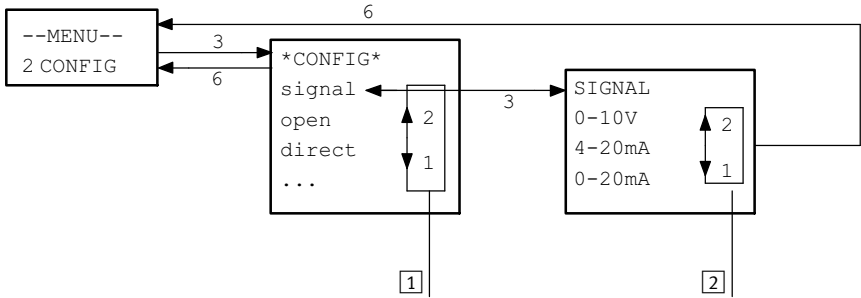 6
--MENU--
2 CONFIG
3
6
*CONFIG*
signal
open
direct
...
2
1
3
SIGNAL
0-10V
4-20mA
0-20mA
2
1
1
2